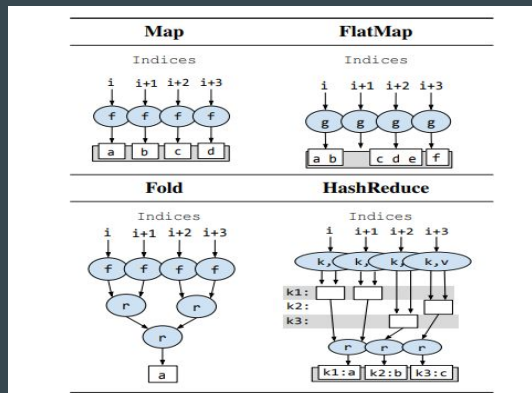 Map
Indices
i i+1 i+2 i+3
f f f f
a b c d
FlatMap
Indices
i i+1 i+2 i+3
g g g g
a b c d e f
Fold
Indices
i i+1 i+2 i+3
f f f f
r r
r
a
HashReduce
Indices
i i+1 i+2 i+3
k, k, k, k,v
k1:
k2:
k3:
r r r
k1:a k2:b k3:c